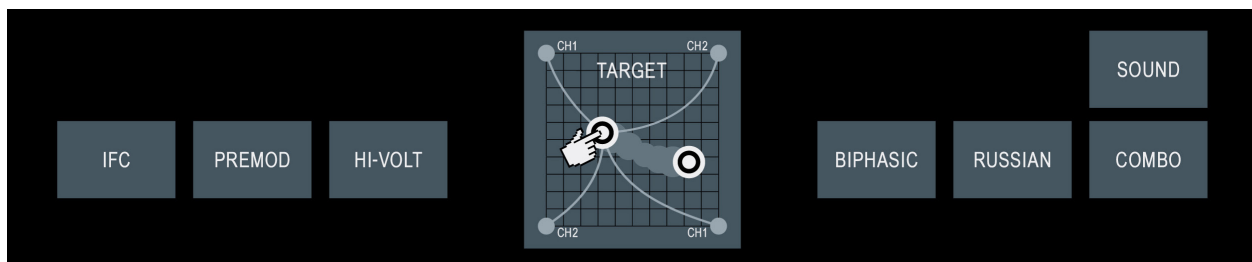 CH1
CH2
TARGET
SOUND
IFC
PREMOD
HI-VOLT
BIPHASIC
RUSSIAN
COMBO
CH2
CH1